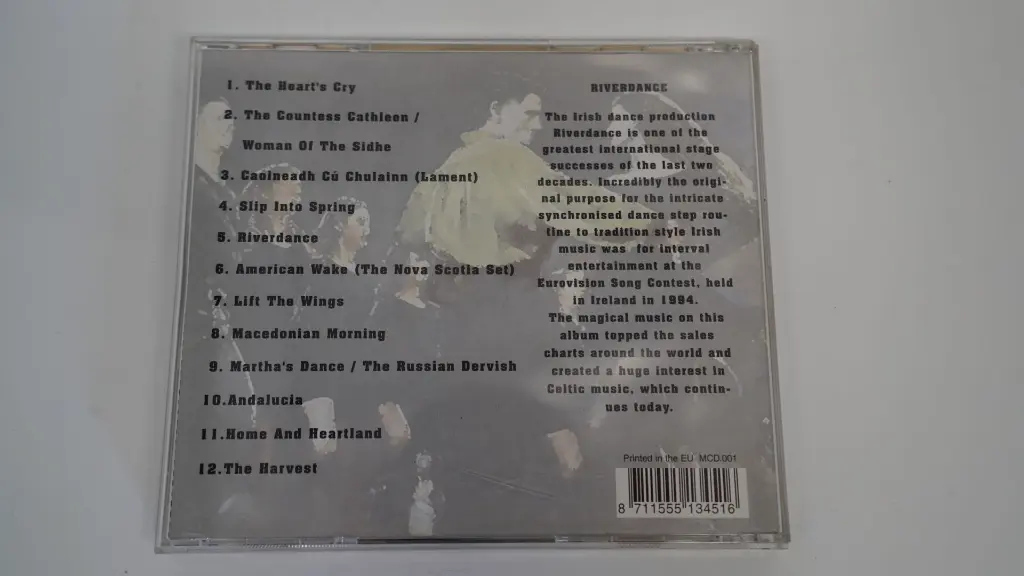 1. The Heart's Cry
2. The Countess Cathleen /
Woman Of The Sidhe
3. Caoineadh Cú Chulainn (Lament)
4. Slip Into Spring
5. Riverdance
6. American Wake (The Nova Scotia Set)
7. Lift The Wings
8. Macedonian Morning
9. Martha's Dance / The Russian Dervish
10.Andalucia
11.Home And Heartland
12.The Harvest
RIVERDANCE
The Irish dance production
Riverdance is one of the
greatest international stage
successes of the last two
decades. Incredibly the origi-
nal purpose for the intricate
synchronised dance step rou-
tine to tradition style Irish
music was for interval
entertainment at the
Eurovision Song Contest, held
in Ireland in 1994.
The magical music on this
album topped the sales
charts around the world and
created a huge interest in
Celtic music, which contin-
ues today.
Printed in the EU MCD.001
8 711555 134516